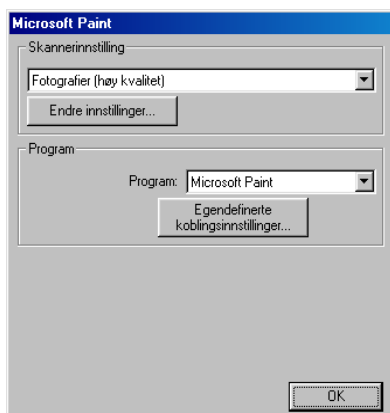 Microsoft Paint
Skannerinnstilling
Fotografier (høy kvalitet)
Endre innstillinger...
Program
Program:  Microsoft Paint
Egendefinerte
koblingsinnstillinger...
OK